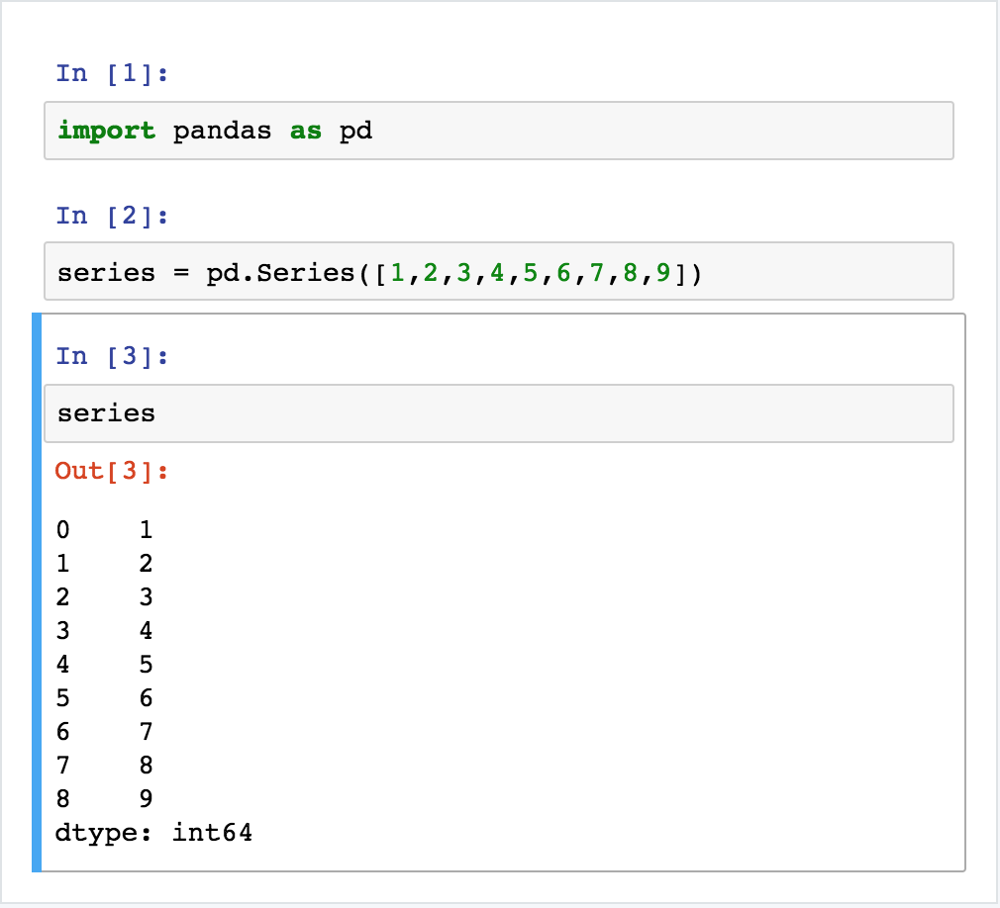 In [1]:
import pandas as pd
In [2]:
series = pd.Series([1,2,3,4,5,6,7,8,9])
In [3]:
series
Out[3]:
0    1
1    2
2    3
3    4
4    5
5    6
6    7
7    8
8    9
dtype: int64